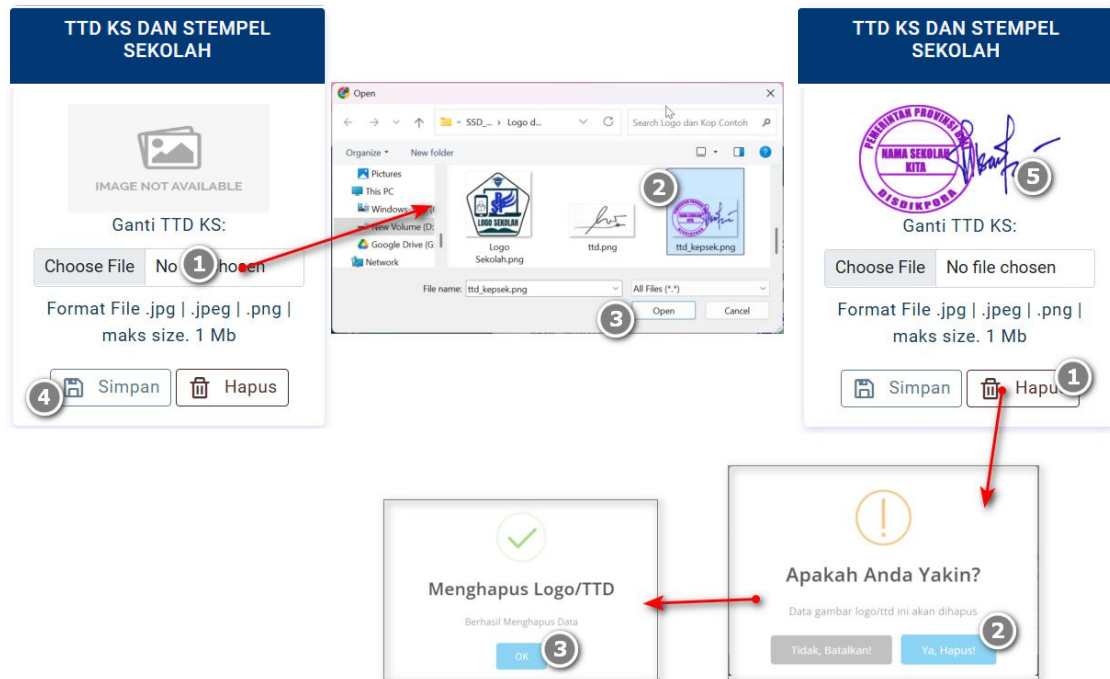 TTD KS DAN STEMPEL
SEKOLAH
IMAGE NOT AVAILABLE
Ganti TTD KS:
Choose File No 1 hosen
Format File .jpg | .jpeg | .png |
maks size. 1 Mb
4 Simpan Hapus
Open
SSD_... › Logo d...
Search Logo dan Kop Contoh
Organize New folder
Pictures
This PC
Windows-
New Volume (D:
Google Drive (G:
Network
LOGO SEKOLAH
Logo
Sekolah.png
ttd.png
2
ttd_kepsek.png
File name: ttd_kepsek.png All Files (*.*)
3 Open Cancel
TTD KS DAN STEMPEL
SEKOLAH
NAMA SEKOLAH
KITA
DISDIKPORA
5
Ganti TTD KS:
Choose File No file chosen
Format File .jpg | .jpeg | .png |
maks size. 1 Mb
Simpan Hapu 1
Apakah Anda Yakin?
Data gambar logo/ttd ini akan dihapus
2
Tidak, Batalkan! Ya, Hapus!
Menghapus Logo/TTD
Berhasil Menghapus Data
OK 3